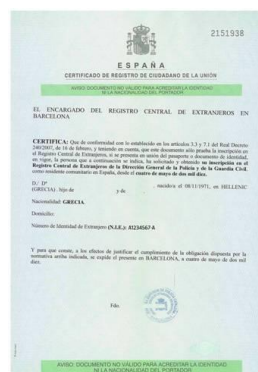 2151938
ESPAÑA
CERTIFICADO DE REGISTRO DE CIUDADANO DE LA UNIÓN
AVISO: DOCUMENTO NO VÁLIDO PARA ACREDITAR LA IDENTIDAD
NI LA NACIONALIDAD DEL PORTADOR
EL ENCARGADO DEL REGISTRO CENTRAL DE EXTRANJEROS EN
BARCELONA
CERTIFICA: Que de conformidad con lo establecido en los artículos 3.3 y 7.1 del Real Decreto
240/2007, de 16 de febrero, y teniendo en cuenta, que este documento sólo prueba la inscripción en
el Registro Central de Extranjeros, si se presenta en unión del pasaporte o documento de identidad,
en vigor, la persona que a continuación se indica, ha solicitado y obtenido su inscripción en el
Registro Central de Extranjeros de la Dirección General de la Policía y de la Guardia Civil,
como residente comunitario en España, desde el cuatro de mayo de dos mil diez.
D./ Dª , nacido/a el 08/11/1971, en HELLENIC
(GRECIA) , hijo de y de .
Nacionalidad: GRECIA.
Domicilio:
Número de Identidad de Extranjero (N.I.E.): A1234567-A
Y para que conste, a los efectos de justificar el cumplimiento de la obligación dispuesta por la
normativa arriba indicada, se expide el presente en BARCELONA, a cuatro de mayo de dos mil
diez.
Fdo.
AVISO: DOCUMENTO NO VÁLIDO PARA ACREDITAR LA IDENTIDAD
NI LA NACIONALIDAD DEL PORTADOR